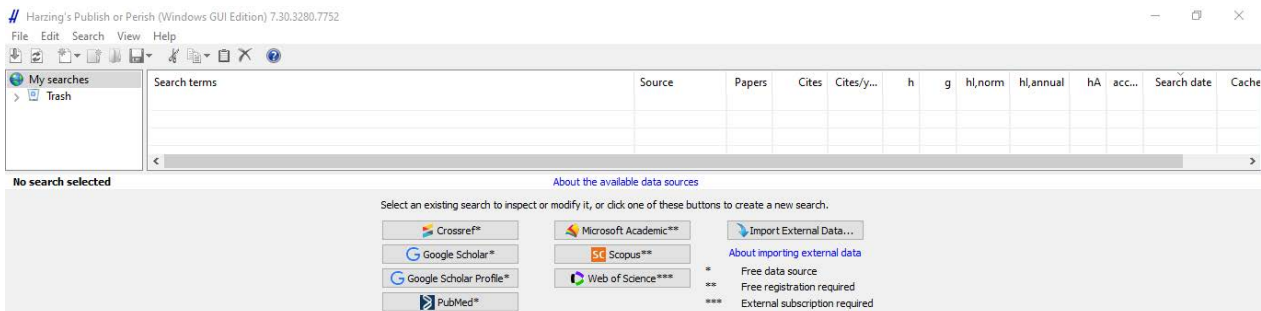 Harzing's Publish or Perish (Windows GUI Edition) 7.30.3280.7752
File Edit Search View Help
My searches
Trash
Search terms Source Papers Cites Cites/y... h g hI,norm hI,annual hA acc... Search date Cache
No search selected About the available data sources
Select an existing search to inspect or modify it, or click one of these buttons to create a new search.
Crossref* Microsoft Academic** Import External Data...
Google Scholar* SC Scopus** About importing external data
Google Scholar Profile* Web of Science*** * Free data source
** Free registration required
PubMed* *** External subscription required